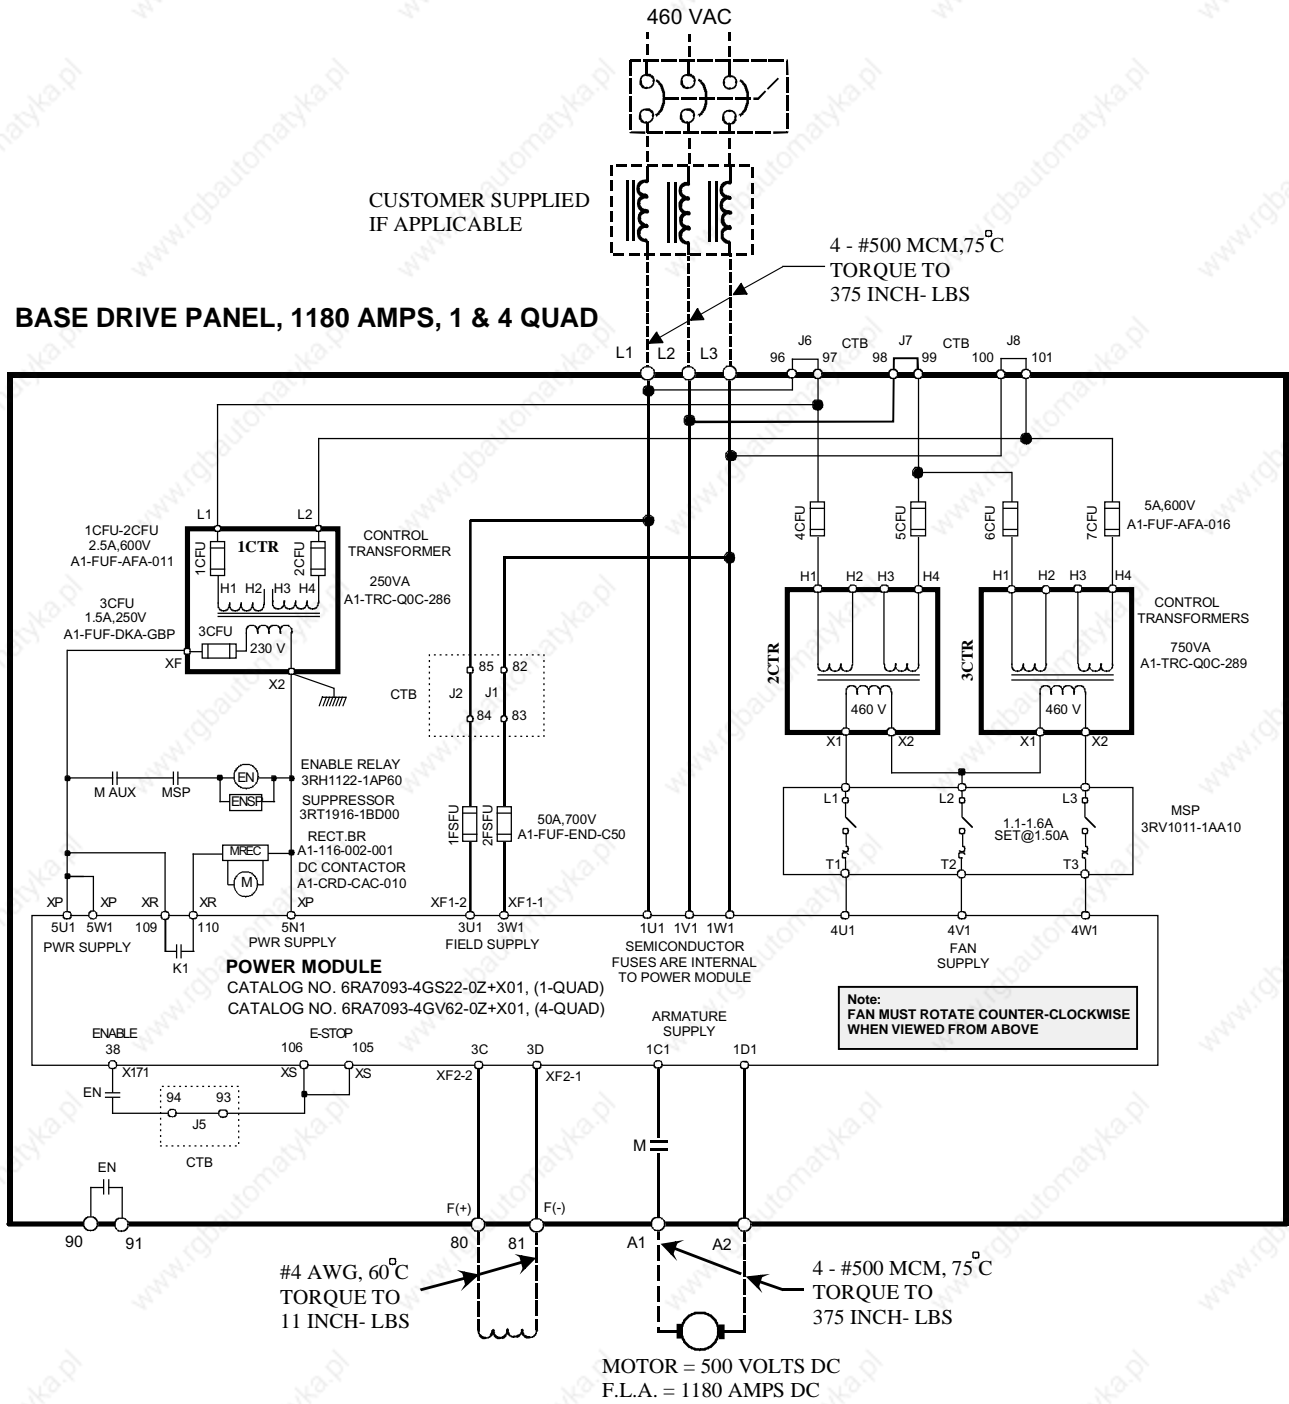 460 VAC
CUSTOMER SUPPLIED
IF APPLICABLE
4 - #500 MCM,75°C
TORQUE TO
375 INCH- LBS
BASE DRIVE PANEL, 1180 AMPS, 1 & 4 QUAD
L1 L2 L3
J6 CTB J7 CTB J8
96 97 98 99 100 101
L1 L2
1CFU-2CFU
2.5A,600V
A1-FUF-AFA-011
1CTR
1CFU 2CFU
CONTROL
TRANSFORMER
250VA
A1-TRC-Q0C-286
H1 H2 H3 H4
3CFU
1.5A,250V
A1-FUF-DKA-GBP
3CFU
230 V
XF
X2
4CFU 5CFU 6CFU 7CFU
5A,600V
A1-FUF-AFA-016
H1 H2 H3 H4
H1 H2 H3 H4
2CTR 3CTR
CONTROL
TRANSFORMERS
750VA
A1-TRC-Q0C-289
460 V 460 V
X1 X2 X1 X2
CTB
85 82
J2 J1
84 83
M AUX MSP EN
ENSP
ENABLE RELAY
3RH1122-1AP60
SUPPRESSOR
3RT1916-1BD00
RECT.BR
A1-116-002-001
DC CONTACTOR
A1-CRD-CAC-010
MREC
M
1FSFU 2FSFU
50A,700V
A1-FUF-END-C50
L1 L2 L3
1.1-1.6A
SET@1.50A
T1 T2 T3
MSP
3RV1011-1AA10
XP XP XR XR XP XF1-2 XF1-1
5U1 5W1 109 110 5N1 3U1 3W1 1U1 1V1 1W1 4U1 4V1 4W1
PWR SUPPLY
K1
PWR SUPPLY
FIELD SUPPLY
SEMICONDUCTOR
FUSES ARE INTERNAL
TO POWER MODULE
FAN
SUPPLY
POWER MODULE
CATALOG NO. 6RA7093-4GS22-0Z+X01, (1-QUAD)
CATALOG NO. 6RA7093-4GV62-0Z+X01, (4-QUAD)
Note:
FAN MUST ROTATE COUNTER-CLOCKWISE
WHEN VIEWED FROM ABOVE
ENABLE E-STOP
ARMATURE
SUPPLY
38 106 105 3C 3D 1C1 1D1
X171 XS XS XF2-2 XF2-1
EN
94 93
J5
CTB
M
EN
90 91
F(+) F(-)
80 81 A1 A2
#4 AWG, 60°C
TORQUE TO
11 INCH- LBS
4 - #500 MCM, 75°C
TORQUE TO
375 INCH- LBS
MOTOR = 500 VOLTS DC
F.L.A. = 1180 AMPS DC
www.rgbautomatyka.pl